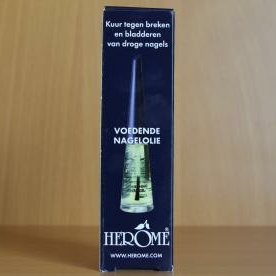 Kuur tegen breken
en bladderen
van droge nagels
VOEDENDE
NAGELOLIE
HERÔME®
WWW.HEROME.COM